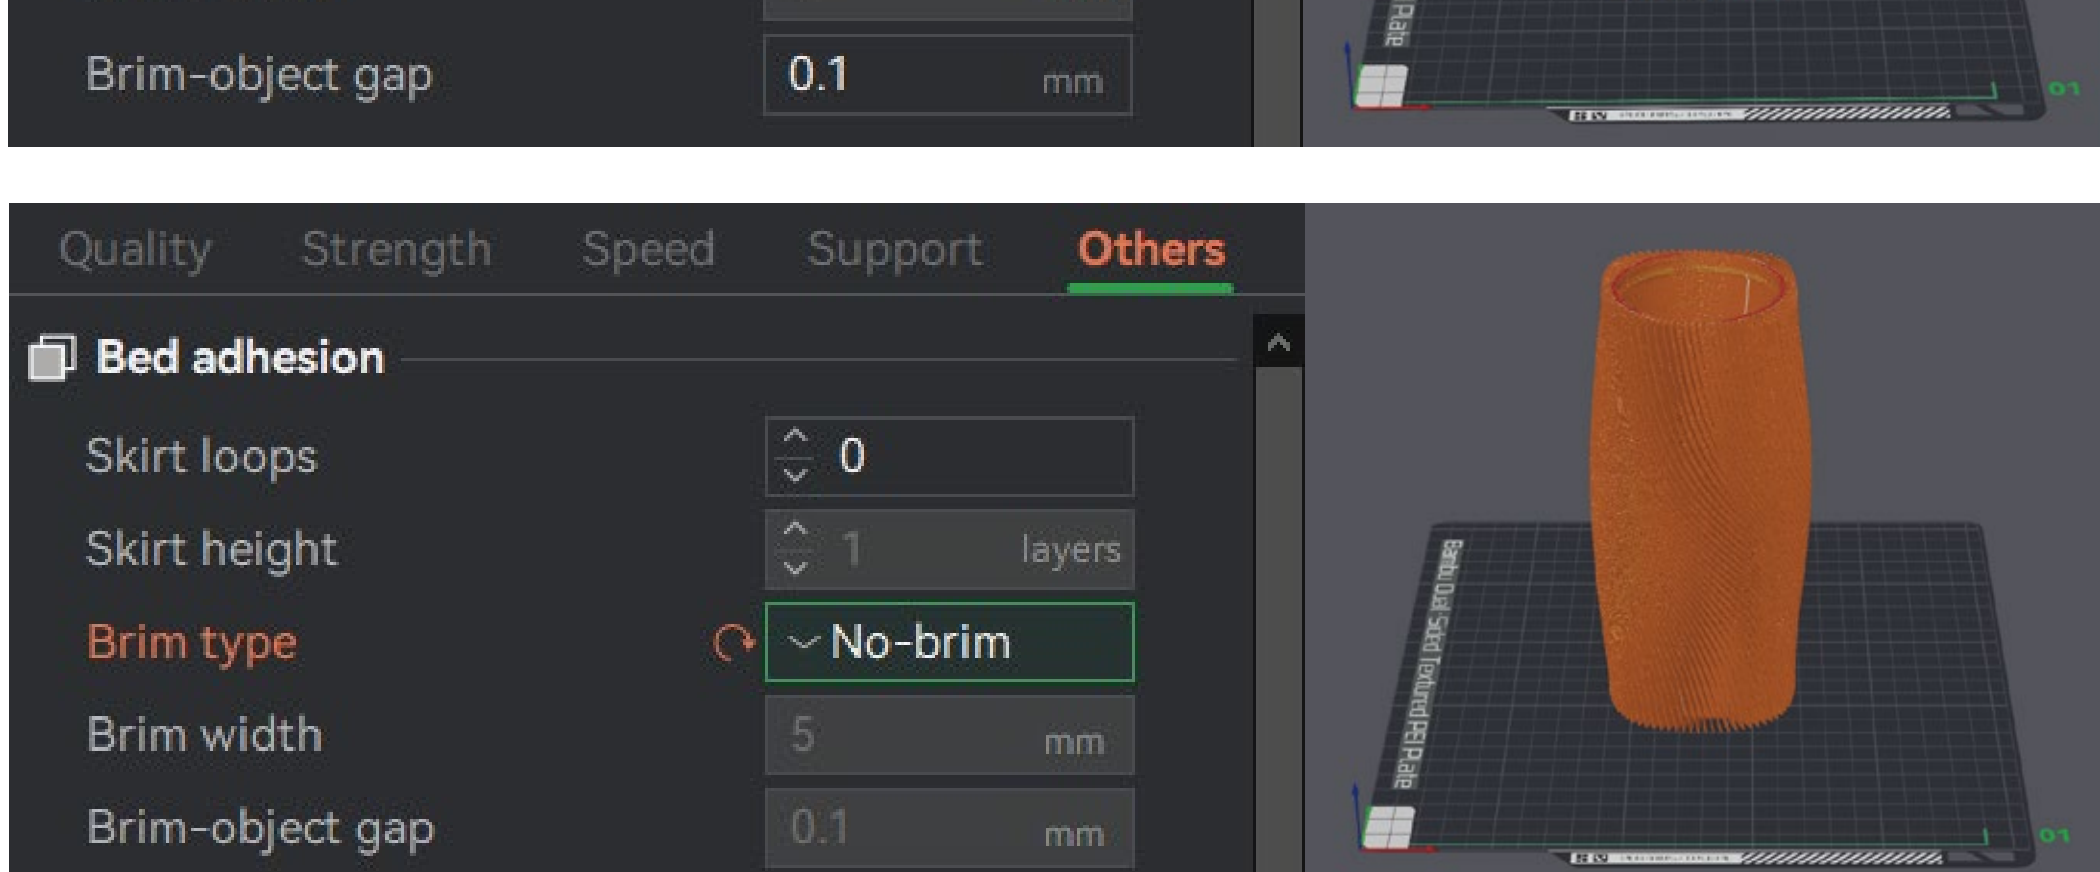 Plate
Brim-object gap 0.1 mm
01
Quality Strength Speed Support Others
Bed adhesion
Skirt loops 0
Skirt height 1 layers
Brim type No-brim
Brim width 5 mm
Brim-object gap 0.1 mm
Bambu Dual-Sided Textured PEI Plate
01